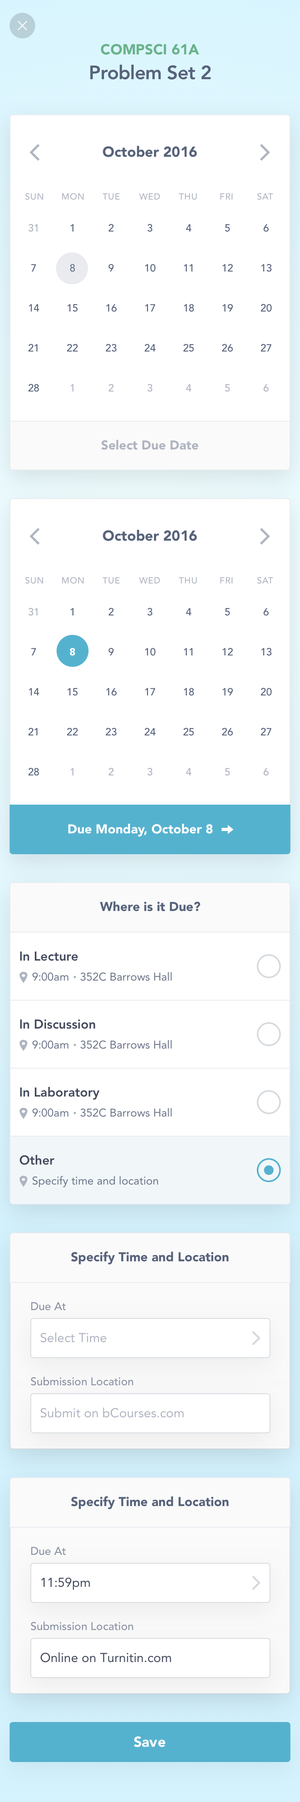 COMPSCI 61A
Problem Set 2
October 2016
SUN MON TUE WED THU FRI SAT
31 1 2 3 4 5 6
7 8 9 10 11 12 13
14 15 16 17 18 19 20
21 22 23 24 25 26 27
28 1 2 3 4 5 6
Select Due Date
October 2016
SUN MON TUE WED THU FRI SAT
31 1 2 3 4 5 6
7 8 9 10 11 12 13
14 15 16 17 18 19 20
21 22 23 24 25 26 27
28 1 2 3 4 5 6
Due Monday, October 8
Where is it Due?
In Lecture
9:00am · 352C Barrows Hall
In Discussion
9:00am · 352C Barrows Hall
In Laboratory
9:00am · 352C Barrows Hall
Other
Specify time and location
Specify Time and Location
Due At
Select Time
Submission Location
Submit on bCourses.com
Specify Time and Location
Due At
11:59pm
Submission Location
Online on Turnitin.com
Save